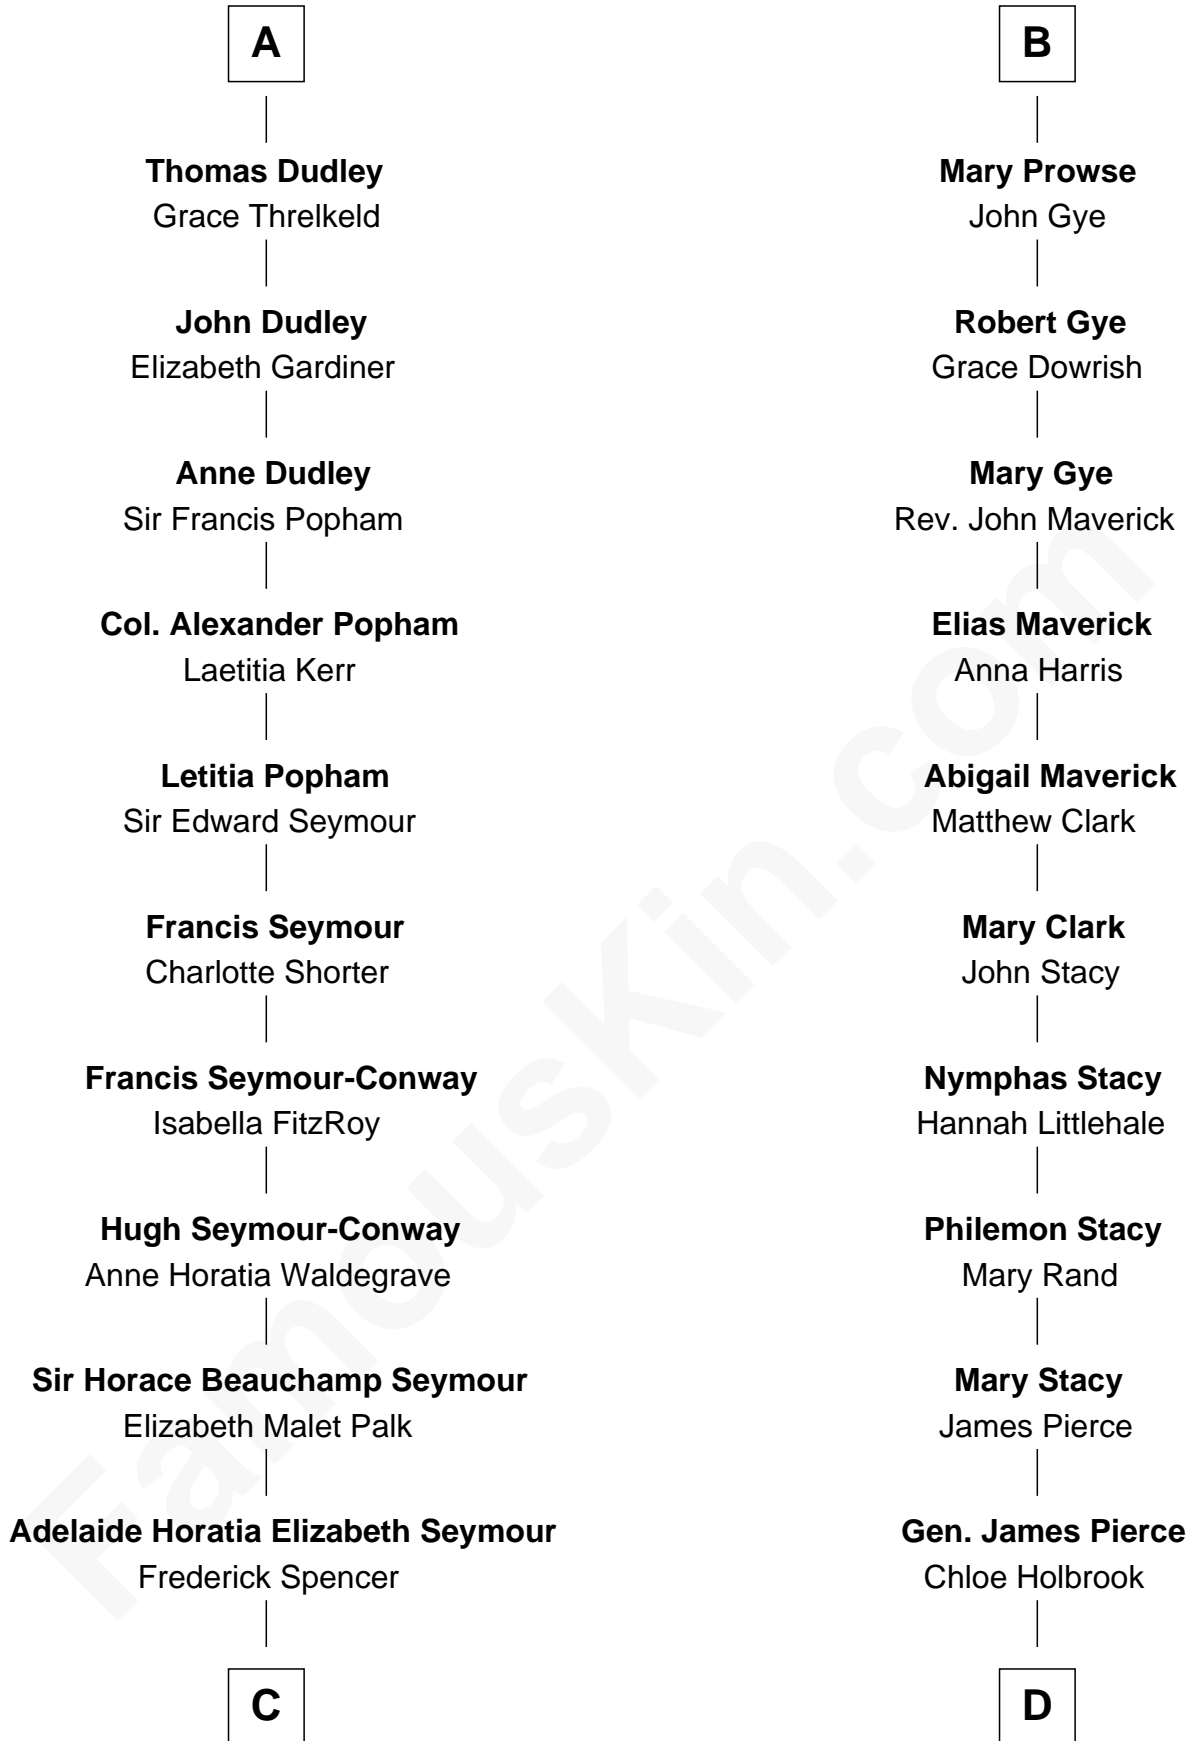 A
Thomas Dudley
Grace Threlkeld
John Dudley
Elizabeth Gardiner
Anne Dudley
Sir Francis Popham
Col. Alexander Popham
Laetitia Kerr
Letitia Popham
Sir Edward Seymour
Francis Seymour
Charlotte Shorter
Francis Seymour-Conway
Isabella FitzRoy
Hugh Seymour-Conway
Anne Horatia Waldegrave
Sir Horace Beauchamp Seymour
Elizabeth Malet Palk
Adelaide Horatia Elizabeth Seymour
Frederick Spencer
C
B
Mary Prowse
John Gye
Robert Gye
Grace Dowrish
Mary Gye
Rev. John Maverick
Elias Maverick
Anna Harris
Abigail Maverick
Matthew Clark
Mary Clark
John Stacy
Nymphas Stacy
Hannah Littlehale
Philemon Stacy
Mary Rand
Mary Stacy
James Pierce
Gen. James Pierce
Chloe Holbrook
D
FamousKin.com